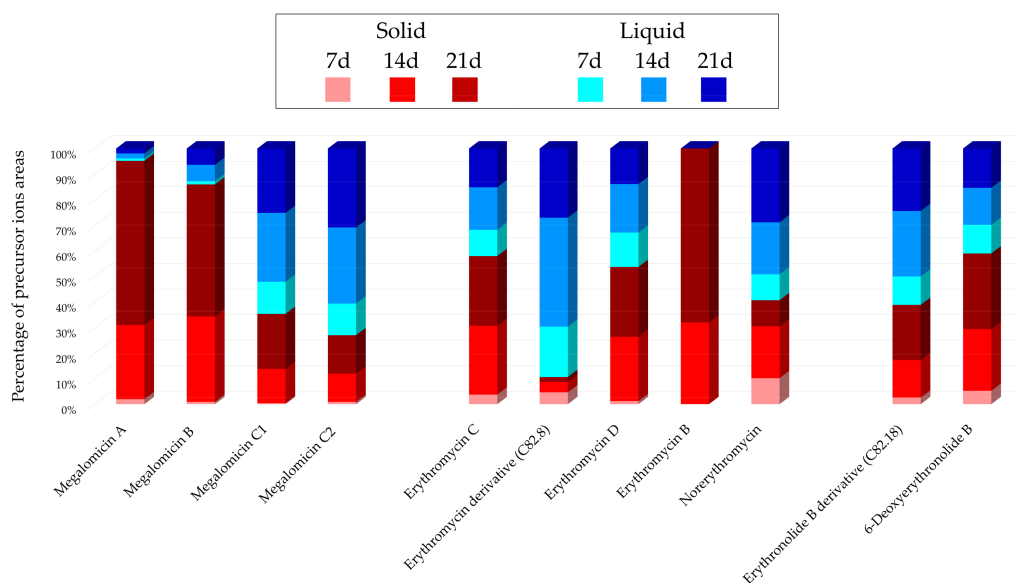 Solid Liquid
7d 14d 21d 7d 14d 21d
Percentage of precursor ions areas
100%
90%
80%
70%
60%
50%
40%
30%
20%
10%
0%
Megalomicin A
Megalomicin B
Megalomicin C1
Megalomicin C2
Erythromycin C
Erythromycin derivative (C82.8)
Erythromycin D
Erythromycin B
Norerythromycin
Erythronolide B derivative (C82.18)
6-Deoxyerythronolide B